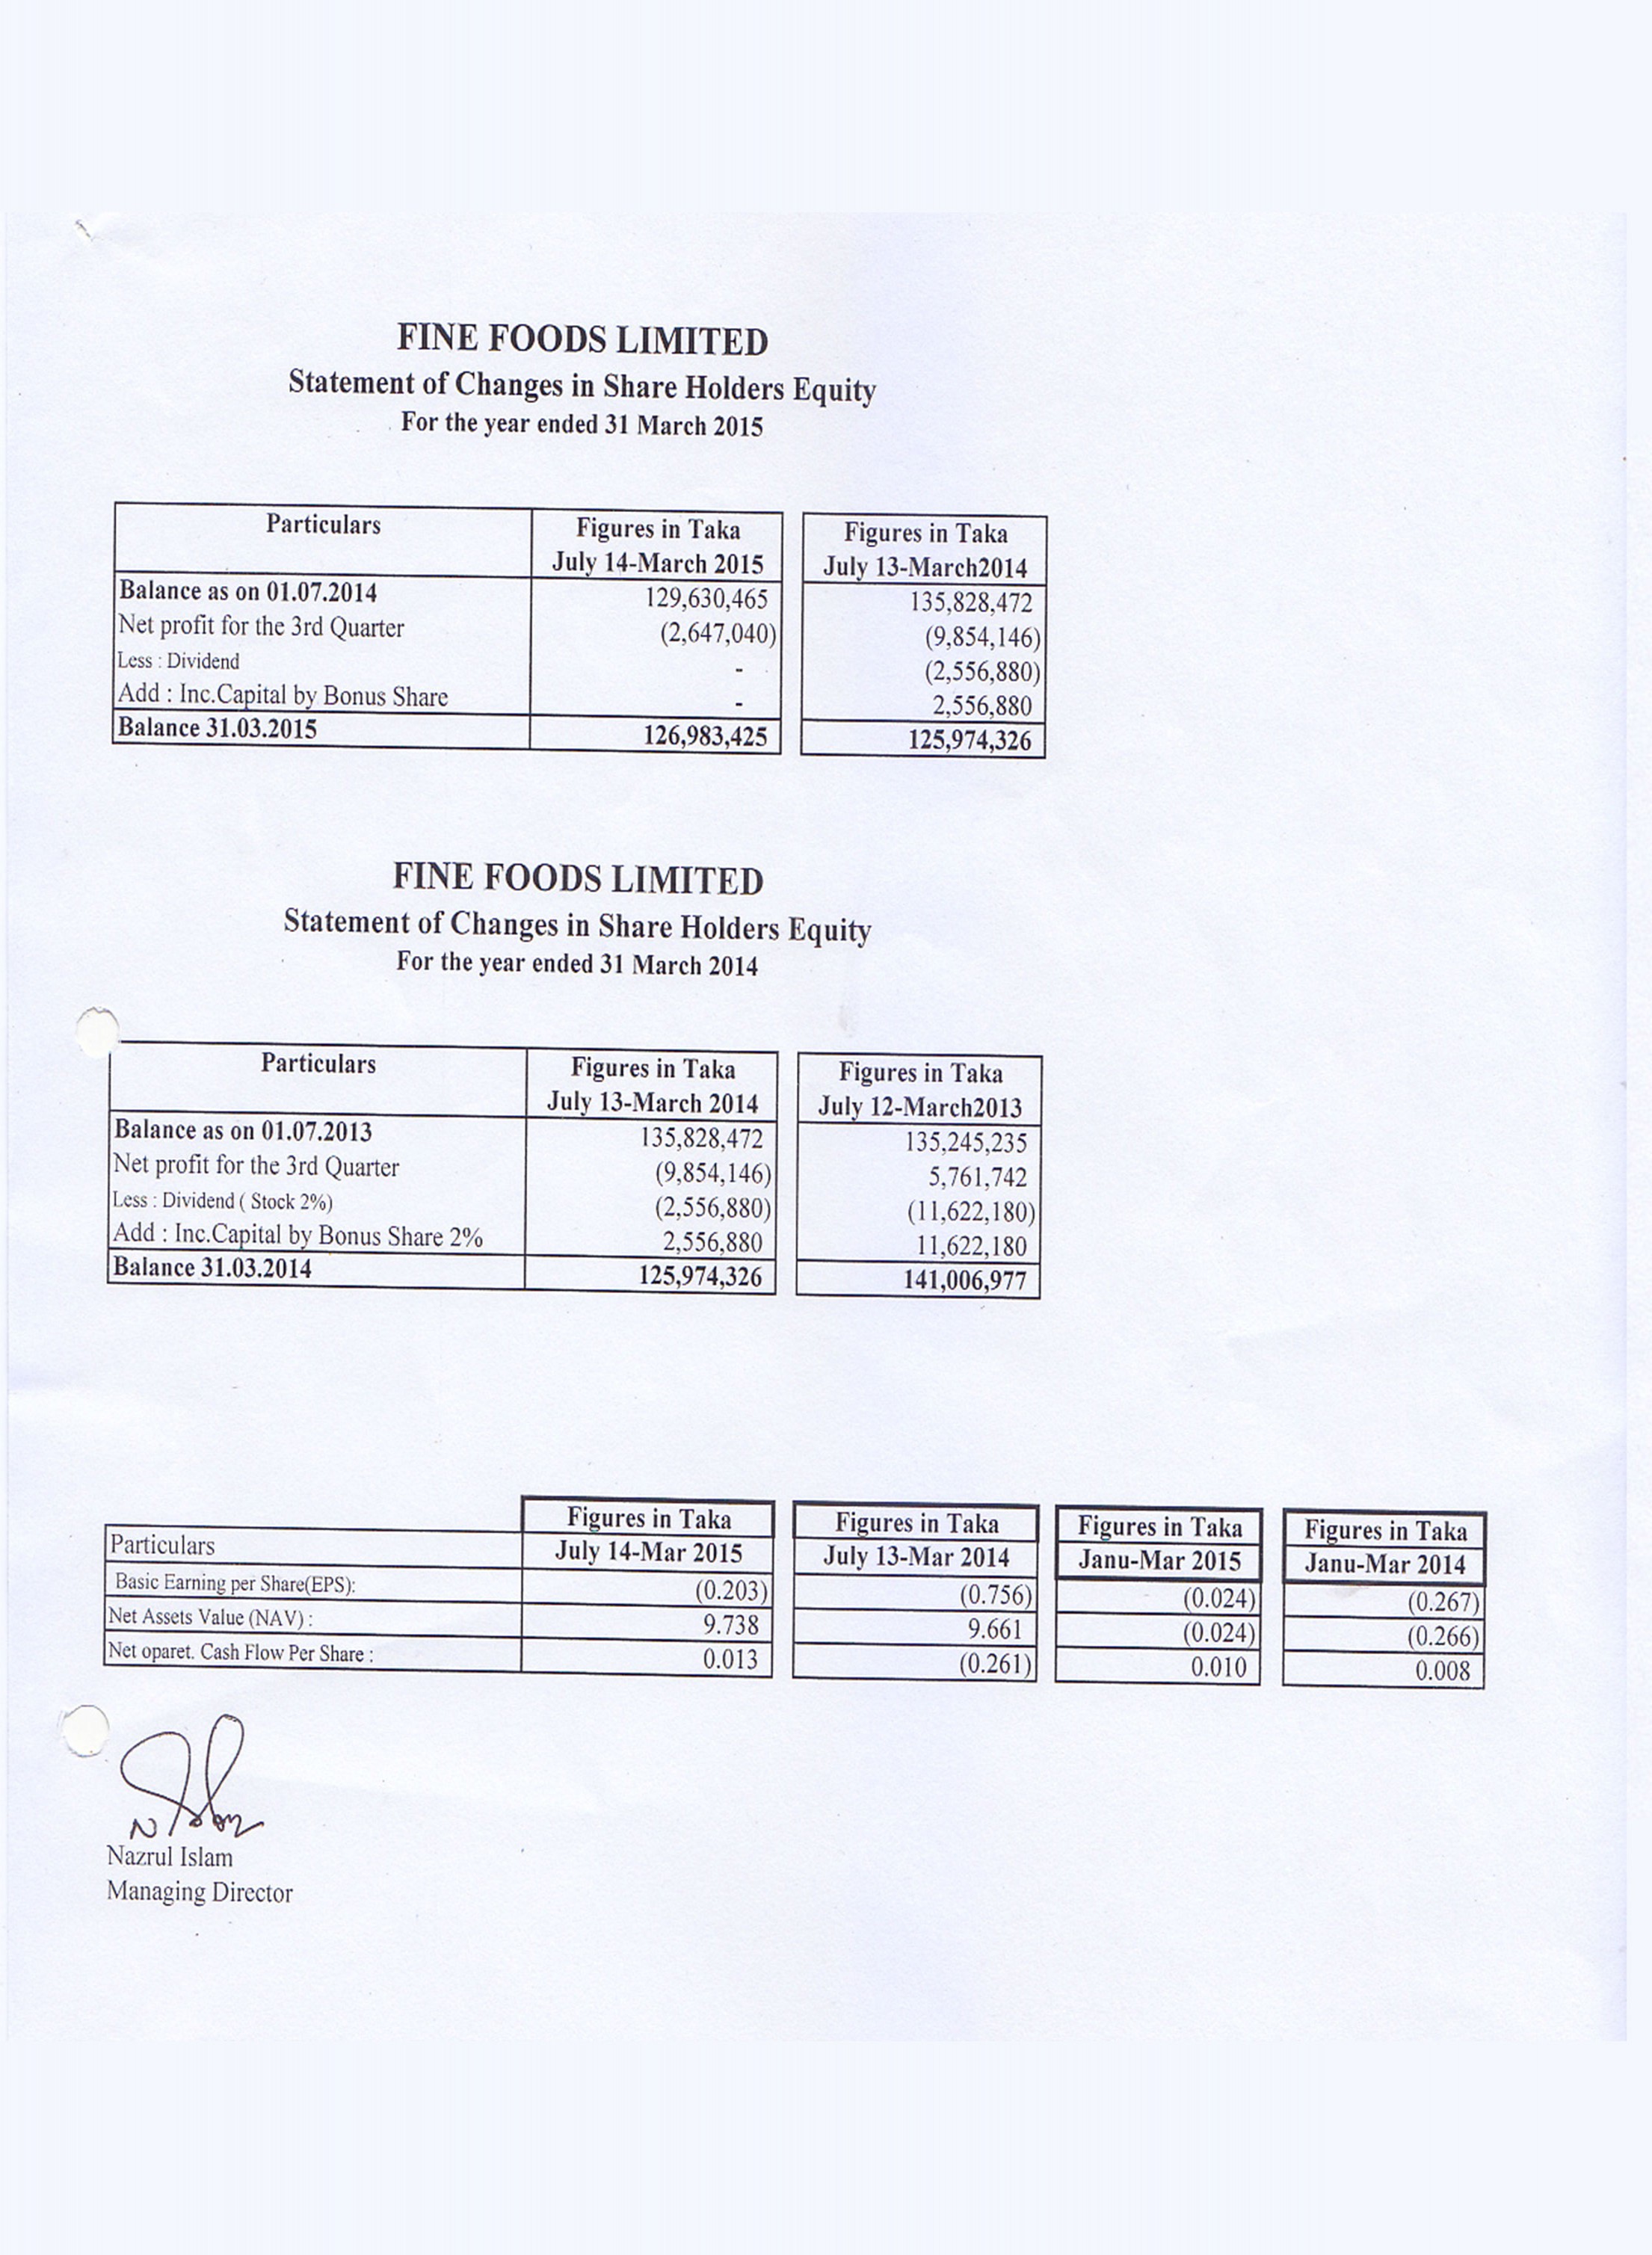 FINE FOODS LIMITED
Statement of Changes in Share Holders Equity
For the year ended 31 March 2015
Particulars Figures in Taka Figures in Taka
July 14-March 2015 July 13-March2014
Balance as on 01.07.2014 129,630,465 135,828,472
Net profit for the 3rd Quarter (2,647,040) (9,854,146)
Less : Dividend - (2,556,880)
Add : Inc.Capital by Bonus Share - 2,556,880
Balance 31.03.2015 126,983,425 125,974,326
FINE FOODS LIMITED
Statement of Changes in Share Holders Equity
For the year ended 31 March 2014
Particulars Figures in Taka Figures in Taka
July 13-March 2014 July 12-March2013
Balance as on 01.07.2013 135,828,472 135,245,235
Net profit for the 3rd Quarter (9,854,146) 5,761,742
Less : Dividend ( Stock 2%) (2,556,880) (11,622,180)
Add : Inc.Capital by Bonus Share 2% 2,556,880 11,622,180
Balance 31.03.2014 125,974,326 141,006,977
Figures in Taka Figures in Taka Figures in Taka Figures in Taka
Particulars July 14-Mar 2015 July 13-Mar 2014 Janu-Mar 2015 Janu-Mar 2014
Basic Earning per Share(EPS): (0.203) (0.756) (0.024) (0.267)
Net Assets Value (NAV) : 9.738 9.661 (0.024) (0.266)
Net oparet. Cash Flow Per Share : 0.013 (0.261) 0.010 0.008
Nazrul Islam
Managing Director